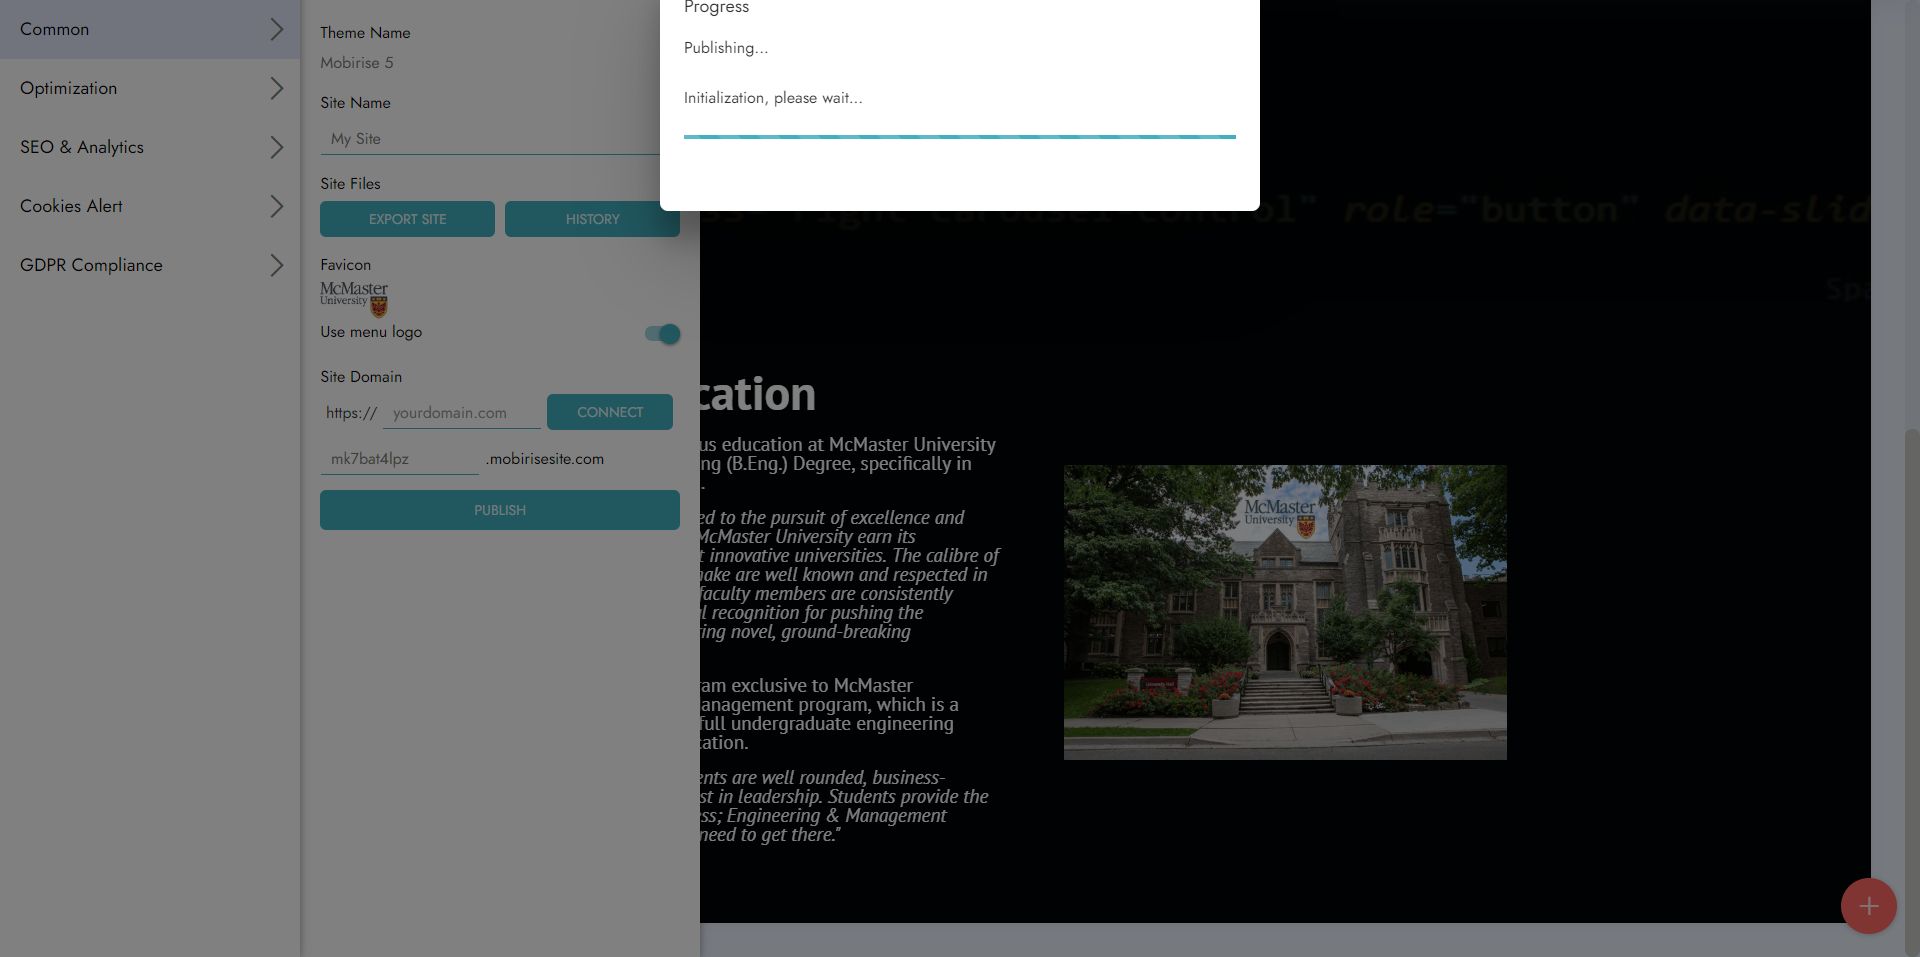 Common
Optimization
SEO & Analytics
Cookies Alert
GDPR Compliance
Theme Name
Mobirise 5
Site Name
My Site
Site Files
EXPORT SITE
HISTORY
Favicon
McMaster
University
Use menu logo
Site Domain
https://
yourdomain.com
CONNECT
mk7bat4lpz
.mobirisesite.com
PUBLISH
Progress
Publishing...
Initialization, please wait...
ol" role="button" data-slid
cation
us education at McMaster University
ng (B.Eng.) Degree, specifically in
.
ed to the pursuit of excellence and
McMaster University earn its
t innovative universities. The calibre of
make are well known and respected in
faculty members are consistently
l recognition for pushing the
ring novel, ground-breaking
ram exclusive to McMaster
anagement program, which is a
full undergraduate engineering
cation.
ents are well rounded, business-
st in leadership. Students provide the
ss; Engineering & Management
need to get there."
McMaster
University